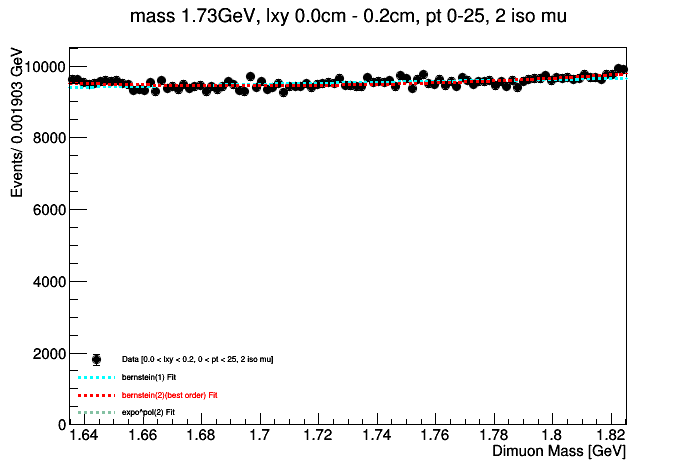 mass 1.73GeV, lxy 0.0cm - 0.2cm, pt 0-25, 2 iso mu
Events/ 0.001903 GeV
10000
8000
6000
4000
2000
0
Data [0.0 < lxy < 0.2, 0 < pt < 25, 2 iso mu]
bernstein(1) Fit
bernstein(2)(best order) Fit
expo^pol(2) Fit
1.64 1.66 1.68 1.7 1.72 1.74 1.76 1.78 1.8 1.82
Dimuon Mass [GeV]